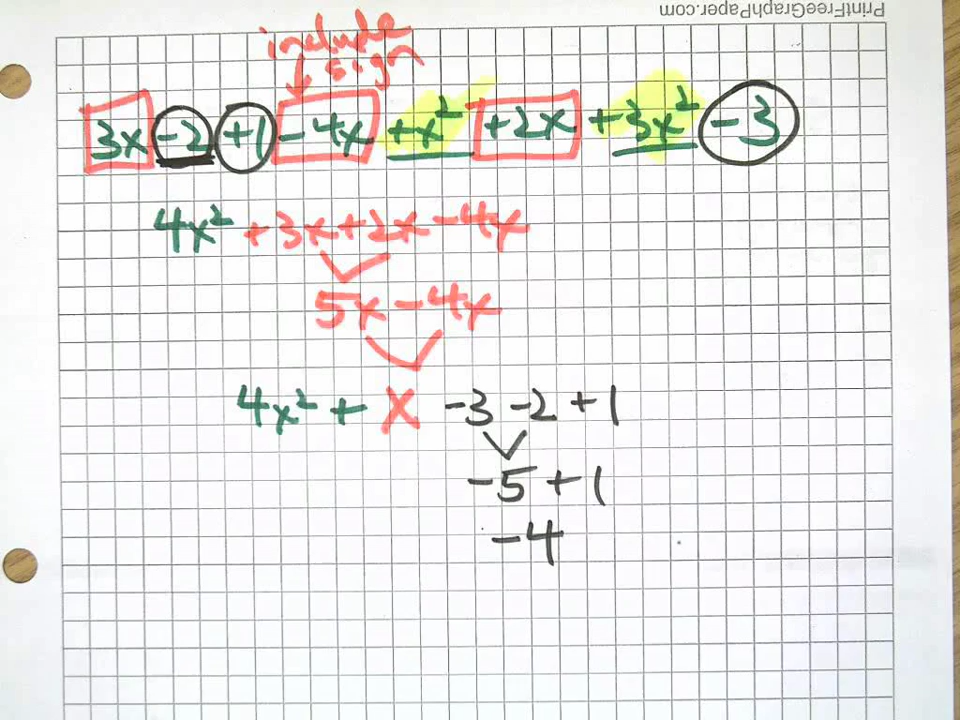 PrintFreeGraphPaper.com
include
sign
3x -2 +1 -4x +x² +2x +3x² -3
4x² +3x+2x-4x
5x-4x
4x² + x -3 -2 +1
-5 +1
-4